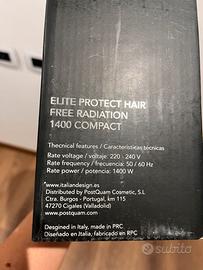 ELITE PROTECT HAIR
FREE RADIATION
1400 COMPACT
Thecnical features / Características tecnicas
Rate voltage / voltaje: 220 - 240 V
Rate frequency / frecuencia: 50 / 60 Hz
Rate power / potencia: 1400 W
www.italiandesign.es
Distributed by PostQuam Cosmetic, S.L
Ctra. Burgos - Portugal, km 115
47270 Cigales (Valladolid)
www.postquam.com
Desgined in Italy, made in PRC
Diseñado en Italia, fabricado en RPC
subito